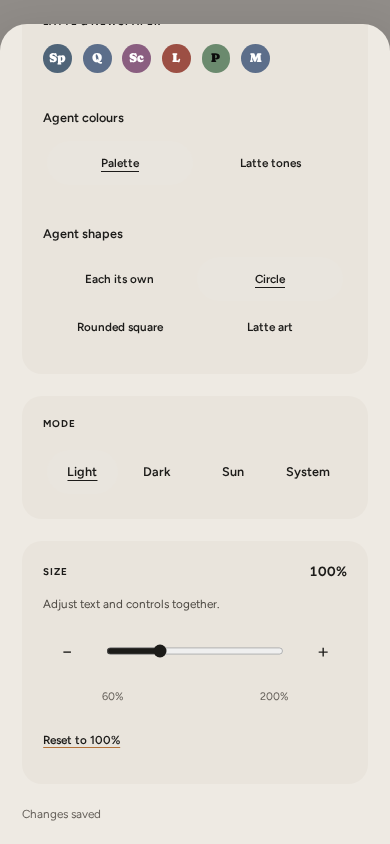 Sp Q Sc L P M
Agent colours
Palette Latte tones
Agent shapes
Each its own Circle
Rounded square Latte art
MODE
Light Dark Sun System
SIZE 100%
Adjust text and controls together.
− +
60% 200%
Reset to 100%
Changes saved